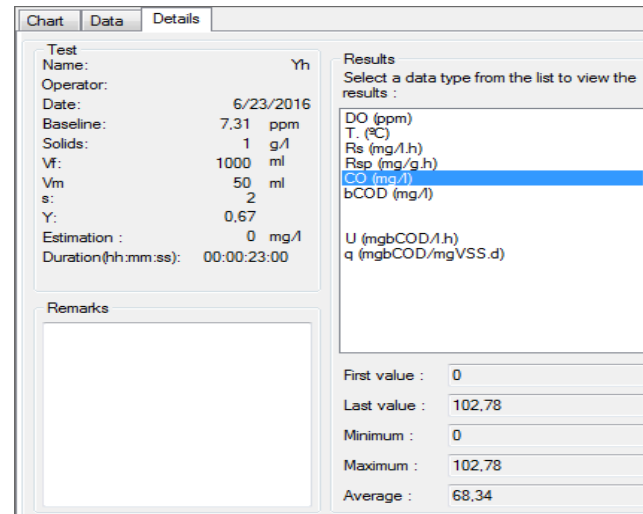 Chart Data Details
Test
Name: Yh
Operator:
Date: 6/23/2016
Baseline: 7,31 ppm
Solids: 1 g/l
Vf: 1000 ml
Vm 50 ml
s: 2
Y: 0,67
Estimation : 0 mg/l
Duration(hh:mm:ss): 00:00:23:00
Remarks
Results
Select a data type from the list to view the
results :
DO (ppm)
T. (ºC)
Rs (mg/l.h)
Rsp (mg/g.h)
CO (mg/l)
bCOD (mg/l)
U (mgbCOD/l.h)
q (mgbCOD/mgVSS.d)
First value : 0
Last value : 102,78
Minimum : 0
Maximum : 102,78
Average : 68,34